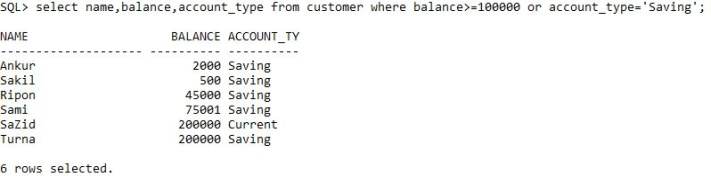 SQL> select name,balance,account_type from customer where balance>=100000 or account_type='Saving';
NAME                    BALANCE ACCOUNT_TY
-------------------- ---------- ----------
Ankur                      2000 Saving
Sakil                       500 Saving
Ripon                     45000 Saving
Sami                      75001 Saving
SaZid                    200000 Current
Turna                    200000 Saving
6 rows selected.